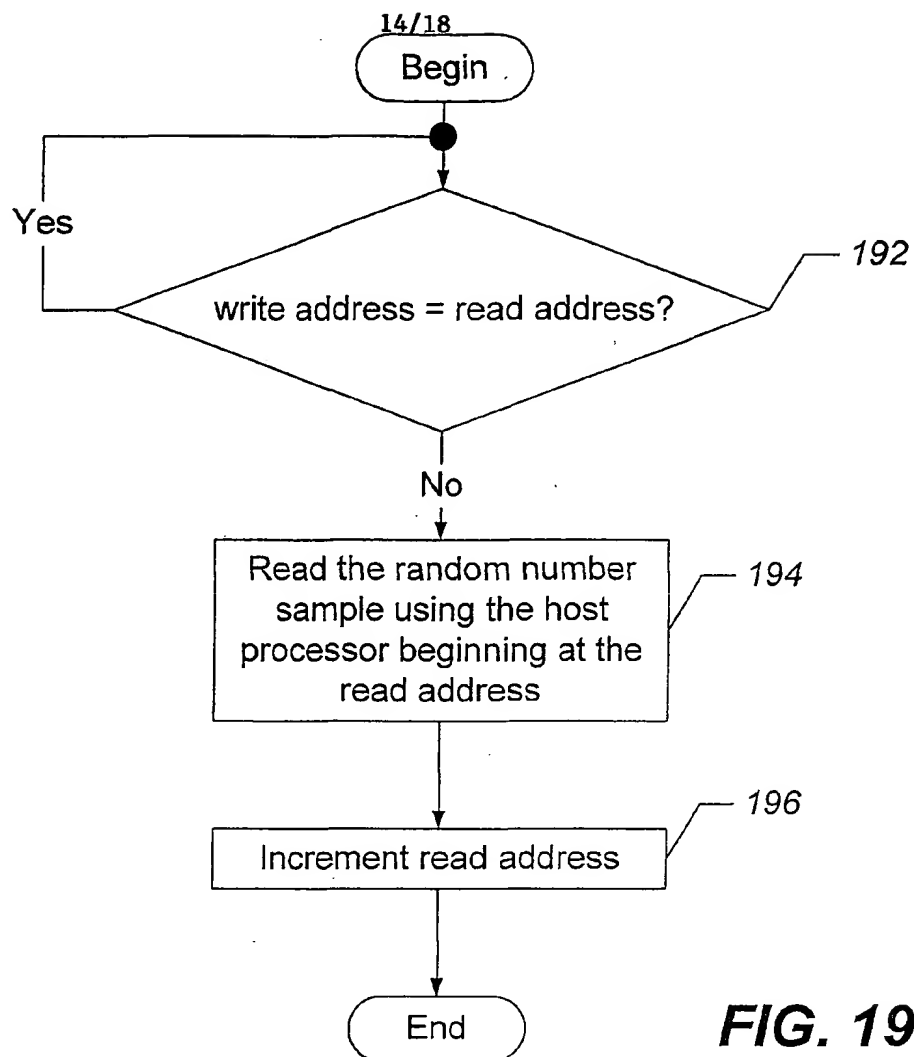 14/18
Begin
Yes
192
write address = read address?
No
Read the random number
sample using the host
processor beginning at the
read address
194
196
Increment read address
End
FIG. 19